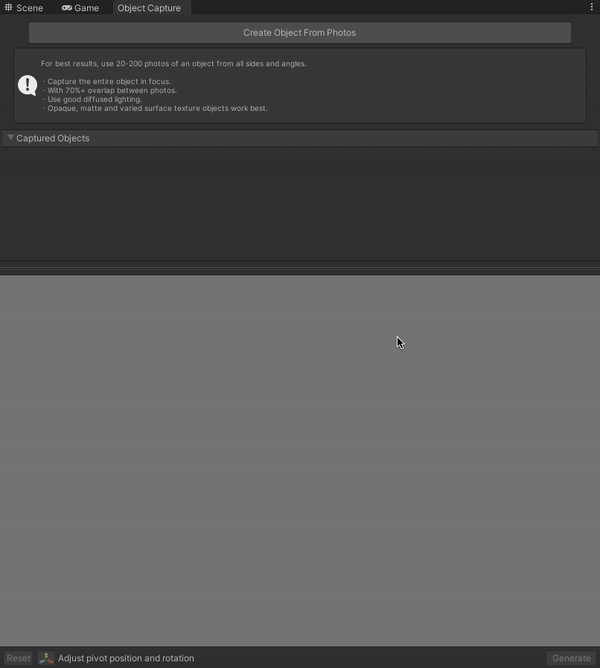 Scene Game Object Capture
Create Object From Photos
For best results, use 20-200 photos of an object from all sides and angles.
· Capture the entire object in focus.
· With 70%+ overlap between photos.
· Use good diffused lighting.
· Opaque, matte and varied surface texture objects work best.
Captured Objects
Reset Adjust pivot position and rotation Generate